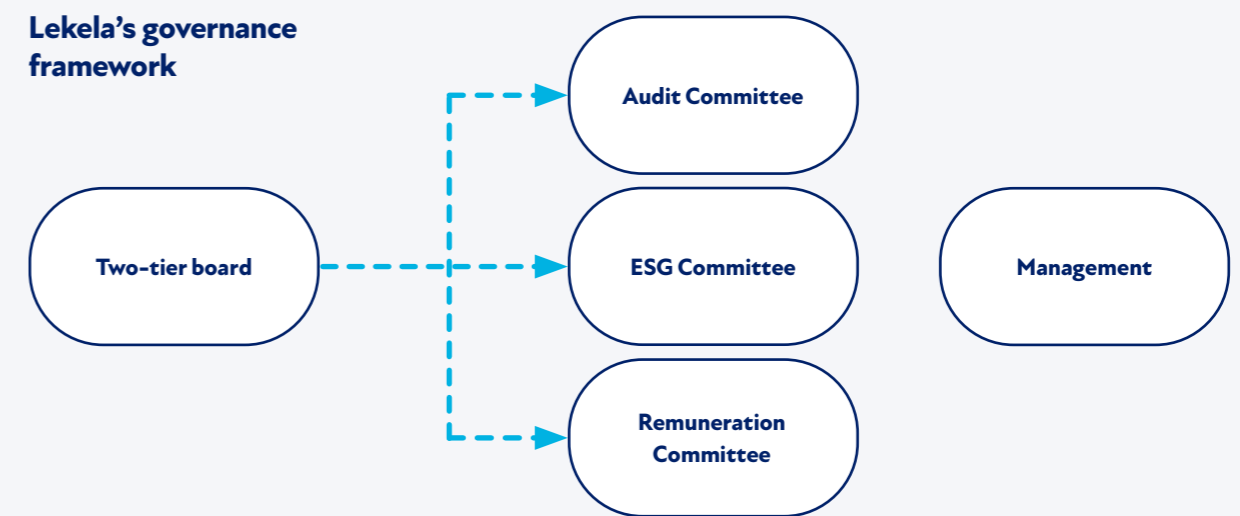 Lekela’s governance
framework
Audit Committee
Two-tier board
ESG Committee
Management
Remuneration
Committee